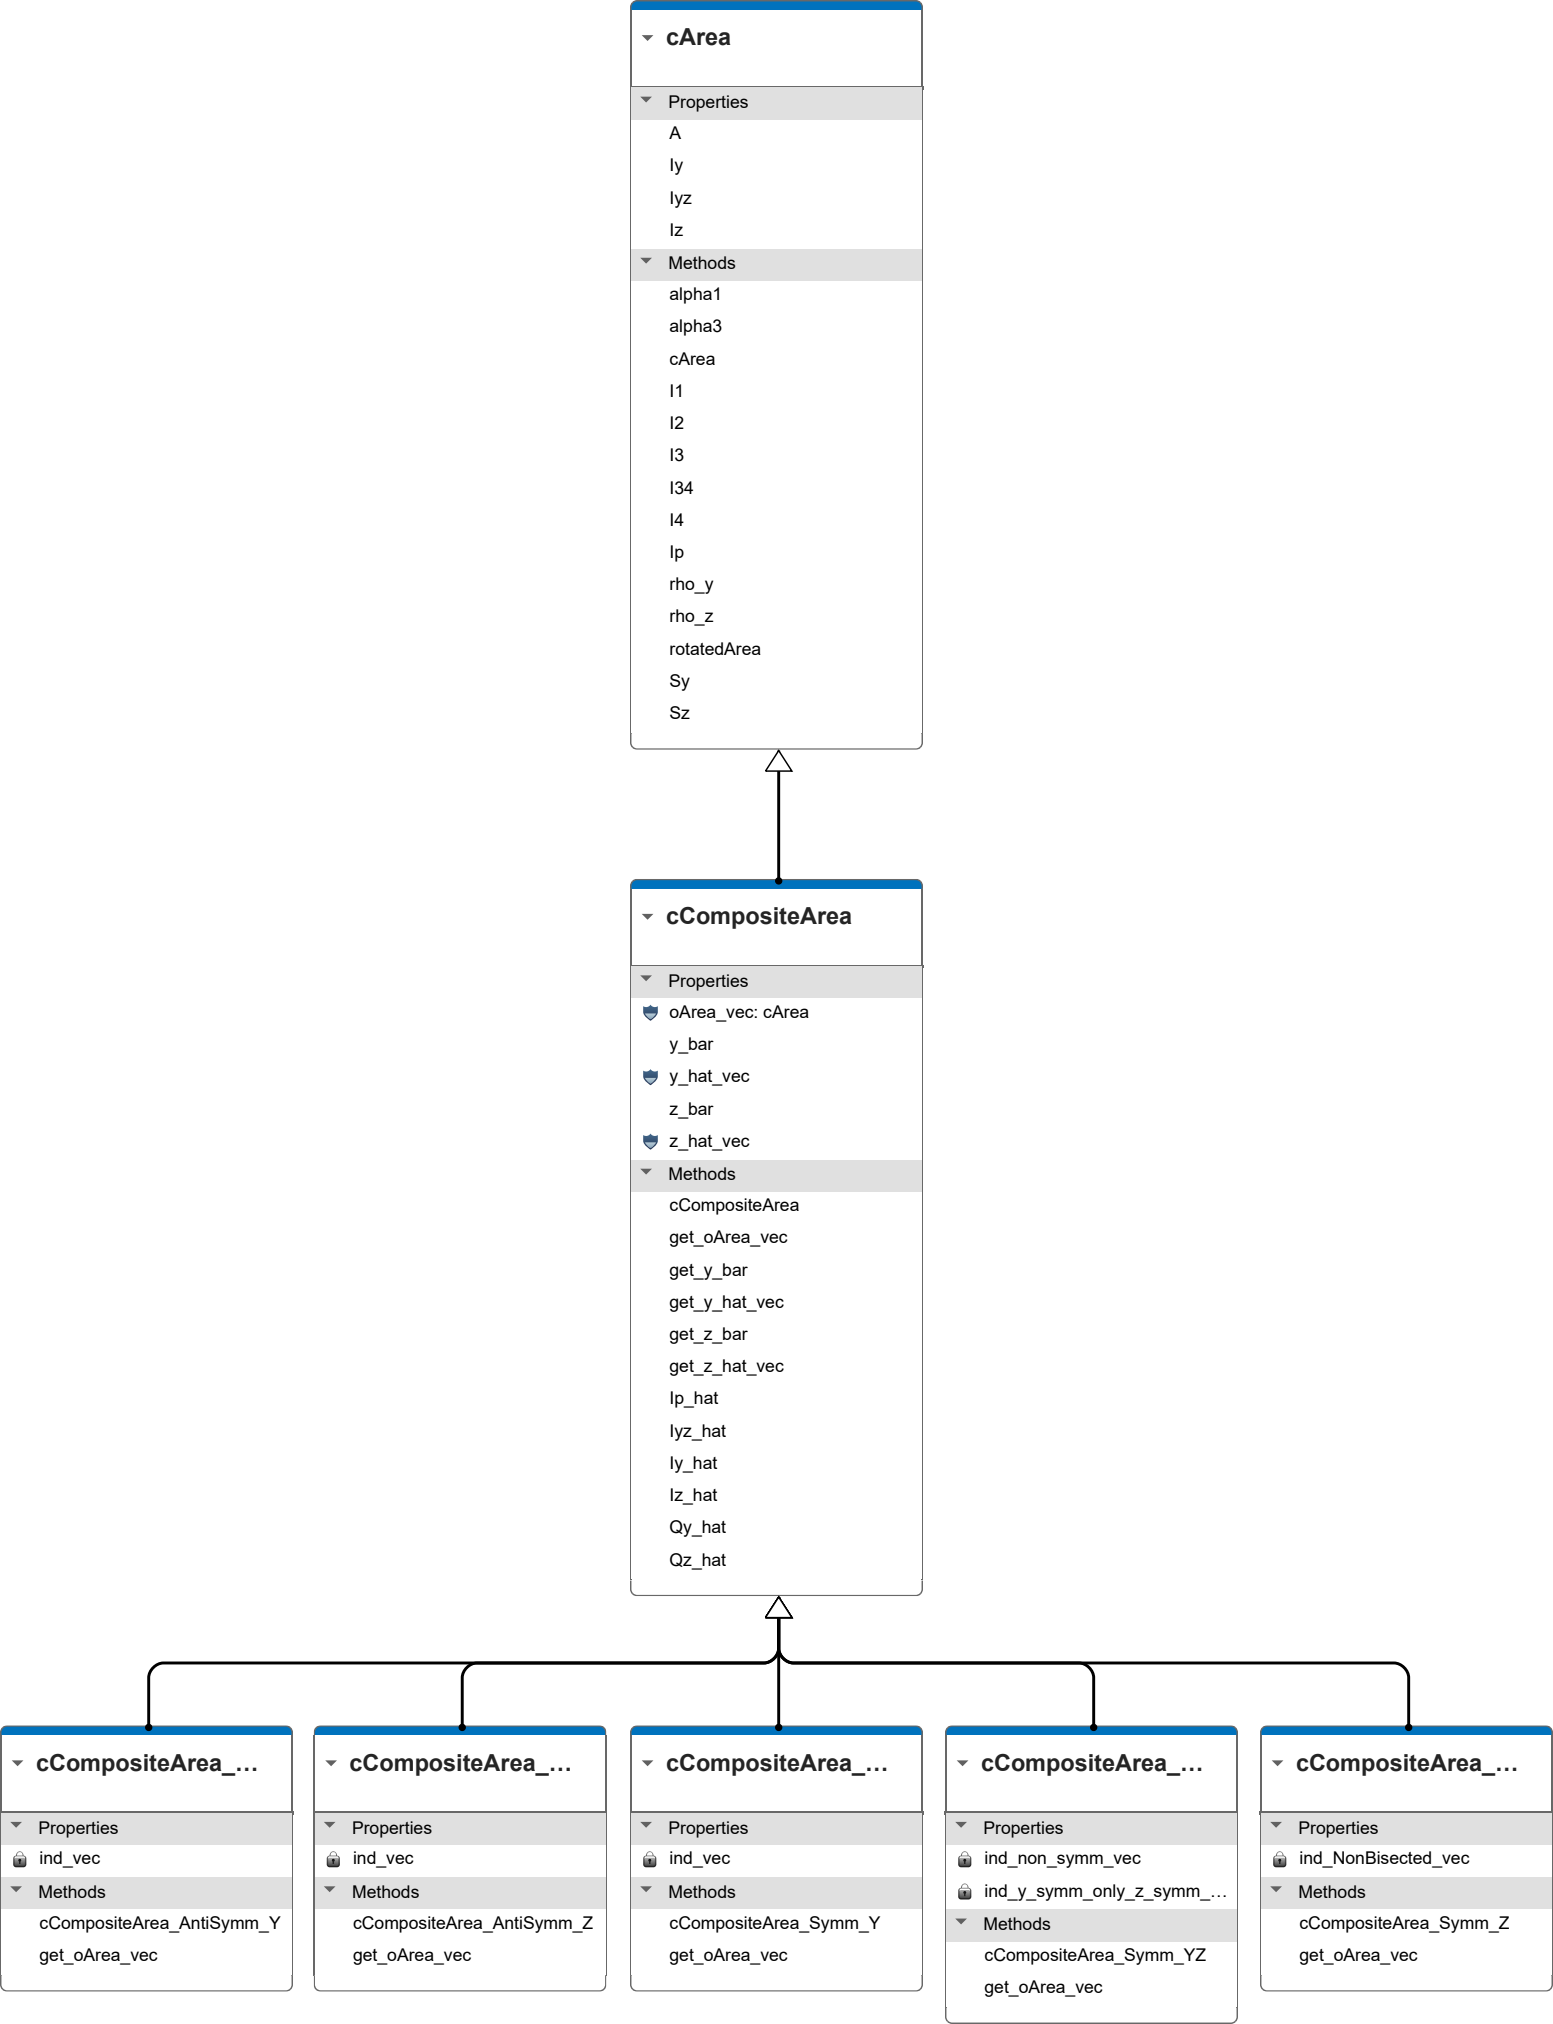 cArea
Properties
A
Iy
Iyz
Iz
Methods
alpha1
alpha3
cArea
I1
I2
I3
I34
I4
Ip
rho_y
rho_z
rotatedArea
Sy
Sz
cCompositeArea
Properties
oArea_vec: cArea
y_bar
y_hat_vec
z_bar
z_hat_vec
Methods
cCompositeArea
get_oArea_vec
get_y_bar
get_y_hat_vec
get_z_bar
get_z_hat_vec
Ip_hat
Iyz_hat
Iy_hat
Iz_hat
Qy_hat
Qz_hat
cCompositeArea_...
Properties
ind_vec
Methods
cCompositeArea_AntiSymm_Y
get_oArea_vec
cCompositeArea_...
Properties
ind_vec
Methods
cCompositeArea_AntiSymm_Z
get_oArea_vec
cCompositeArea_...
Properties
ind_vec
Methods
cCompositeArea_Symm_Y
get_oArea_vec
cCompositeArea_...
Properties
ind_non_symm_vec
ind_y_symm_only_z_symm_...
Methods
cCompositeArea_Symm_YZ
get_oArea_vec
cCompositeArea_...
Properties
ind_NonBisected_vec
Methods
cCompositeArea_Symm_Z
get_oArea_vec